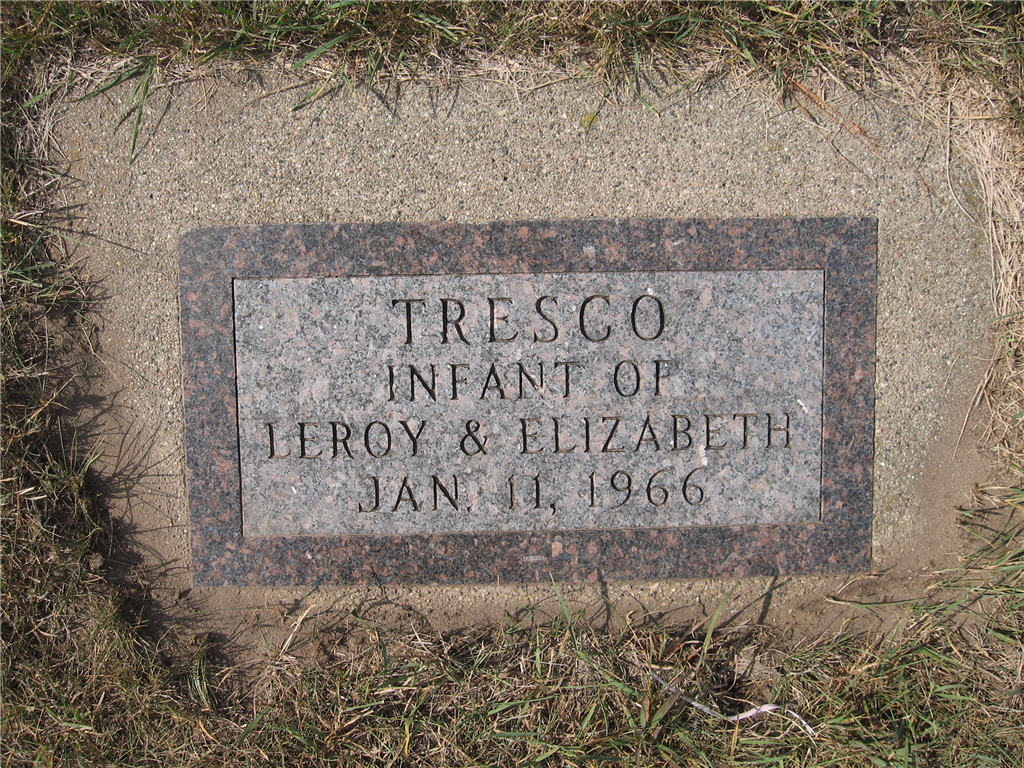 TRESCO
INFANT OF
LEROY & ELIZABETH
JAN. 11, 1966